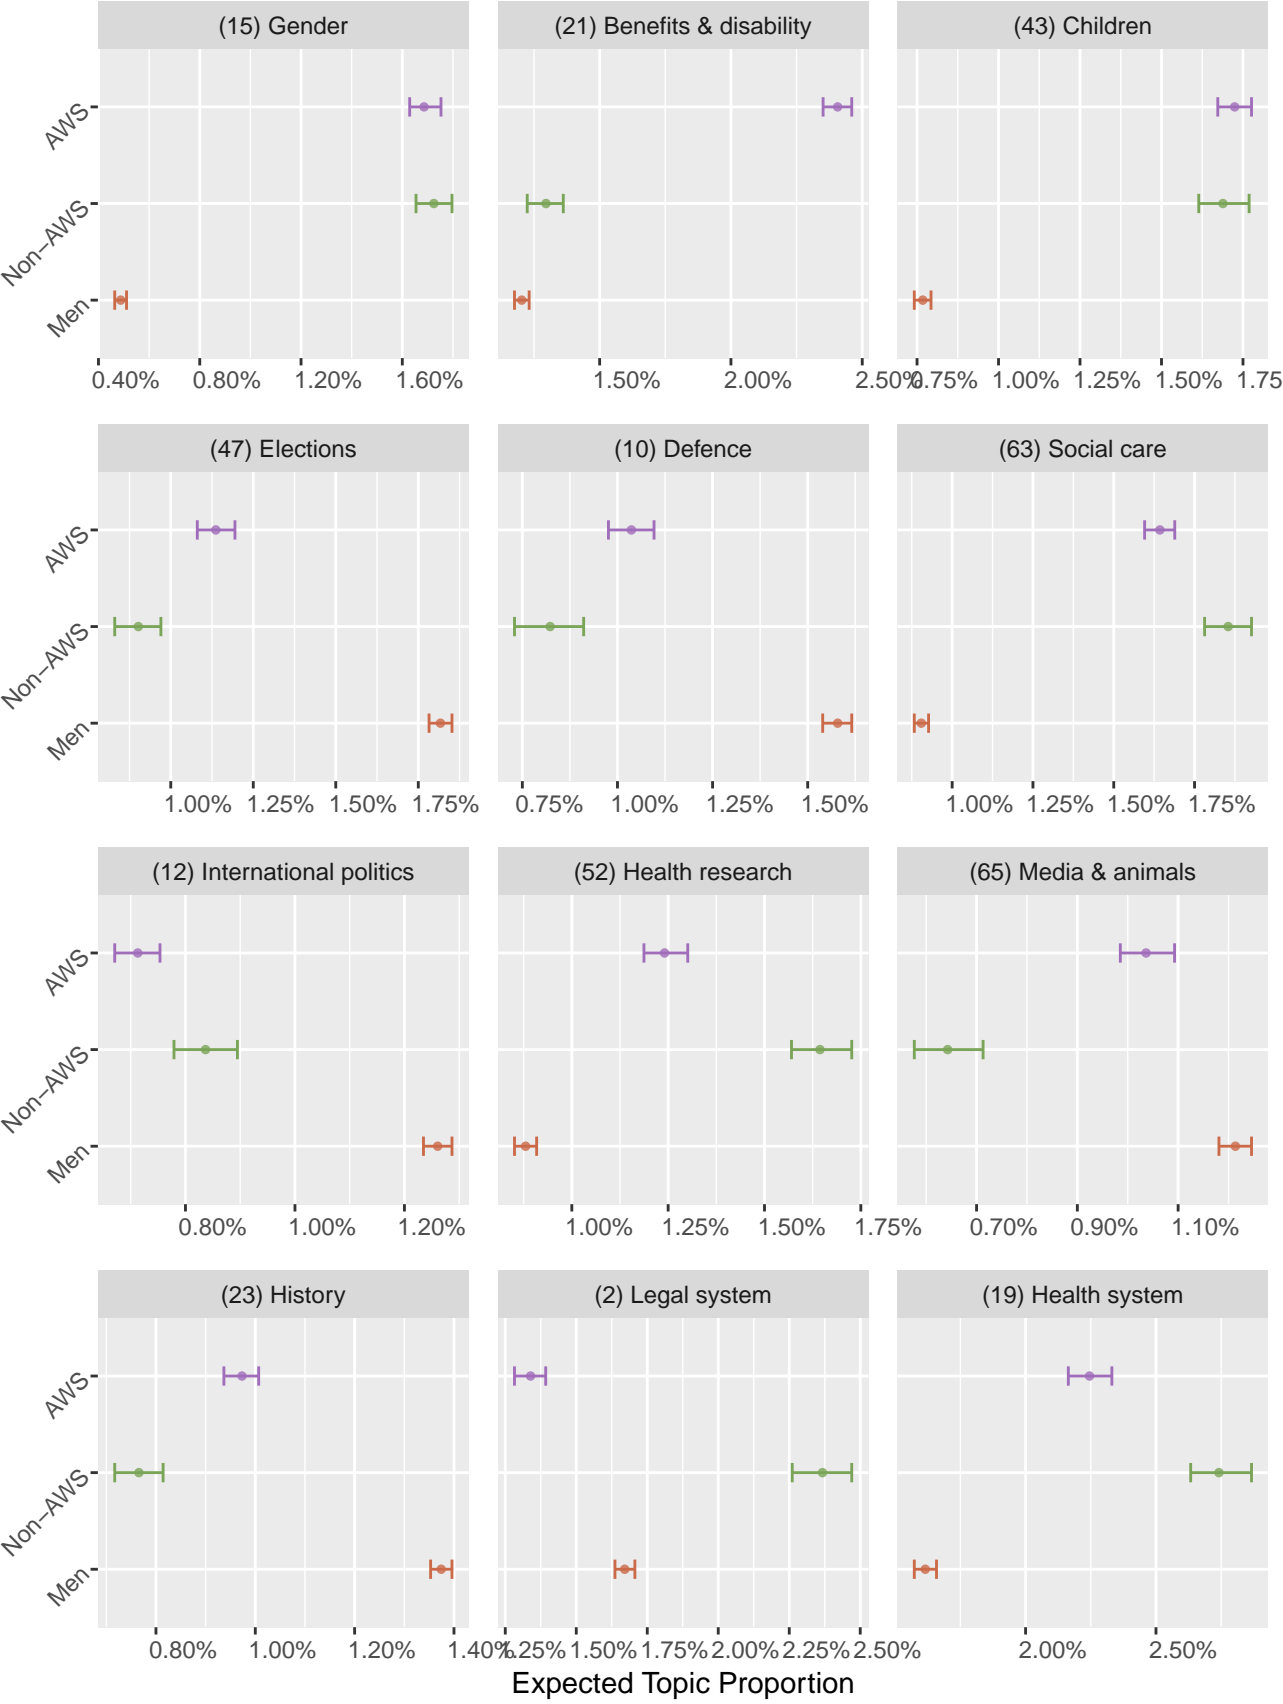 (15) Gender (21) Benefits & disability (43) Children
AWS
Non−AWS
Men
0.40% 0.80% 1.20% 1.60% 1.50% 2.00% 2.50% 0.75% 1.00% 1.25% 1.50% 1.75
(47) Elections (10) Defence (63) Social care
AWS
Non−AWS
Men
1.00% 1.25% 1.50% 1.75% 0.75% 1.00% 1.25% 1.50% 1.00% 1.25% 1.50% 1.75%
(12) International politics (52) Health research (65) Media & animals
AWS
Non−AWS
Men
0.80% 1.00% 1.20% 1.00% 1.25% 1.50% 1.75% 0.70% 0.90% 1.10%
(23) History (2) Legal system (19) Health system
AWS
Non−AWS
Men
0.80% 1.00% 1.20% 1.40% 1.25% 1.50% 1.75% 2.00% 2.25% 2.50% 2.00% 2.50%
Expected Topic Proportion